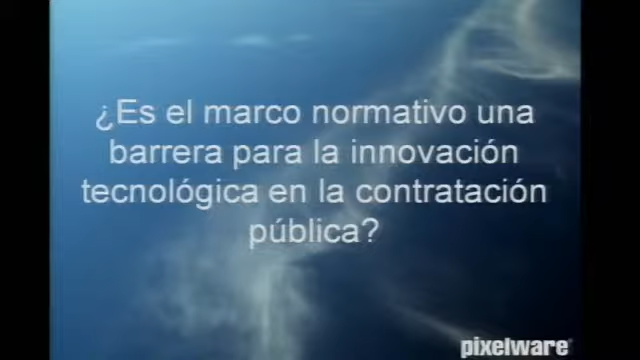 ¿Es el marco normativo una
barrera para la innovación
tecnológica en la contratación
pública?
pixelware